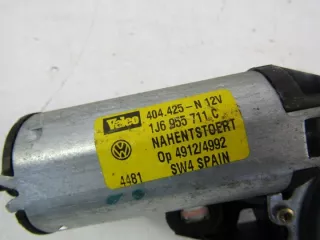 Valeo
404.425-N 12V
1J6 955 711 C
NAHENTSTOERT
Op 4912/4992
4481
SW4 SPAIN